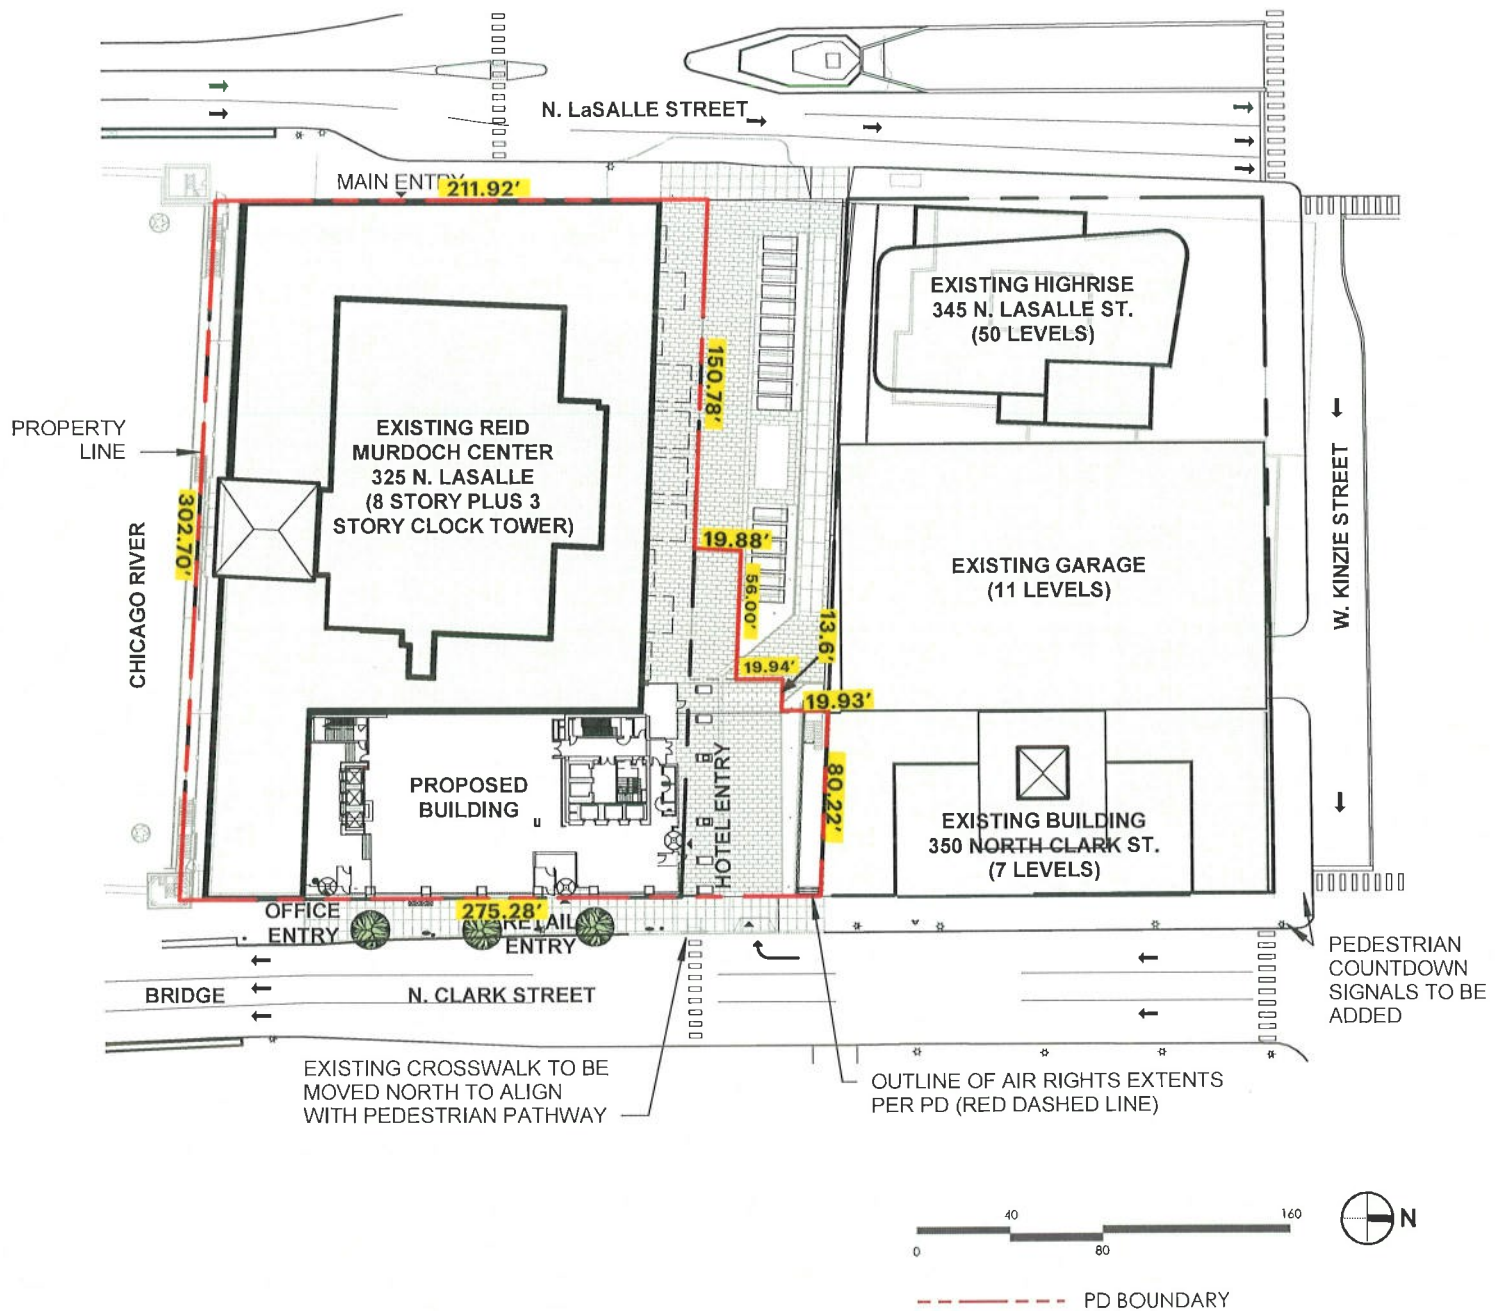 N. LaSALLE STREET
MAIN ENTRY
211.92'
EXISTING HIGHRISE
345 N. LASALLE ST.
(50 LEVELS)
150.78'
PROPERTY
LINE
EXISTING REID
MURDOCH CENTER
325 N. LASALLE
(8 STORY PLUS 3
STORY CLOCK TOWER)
302.70'
CHICAGO RIVER
19.88'
56.00'
EXISTING GARAGE
(11 LEVELS)
W. KINZIE STREET
13.6'
19.94'
19.93'
PROPOSED
BUILDING
HOTEL ENTRY
80.22'
EXISTING BUILDING
350 NORTH CLARK ST.
(7 LEVELS)
OFFICE
ENTRY
275.28'
RETAIL
ENTRY
PEDESTRIAN
COUNTDOWN
SIGNALS TO BE
ADDED
BRIDGE
N. CLARK STREET
EXISTING CROSSWALK TO BE
MOVED NORTH TO ALIGN
WITH PEDESTRIAN PATHWAY
OUTLINE OF AIR RIGHTS EXTENTS
PER PD (RED DASHED LINE)
40
160
0
80
N
PD BOUNDARY